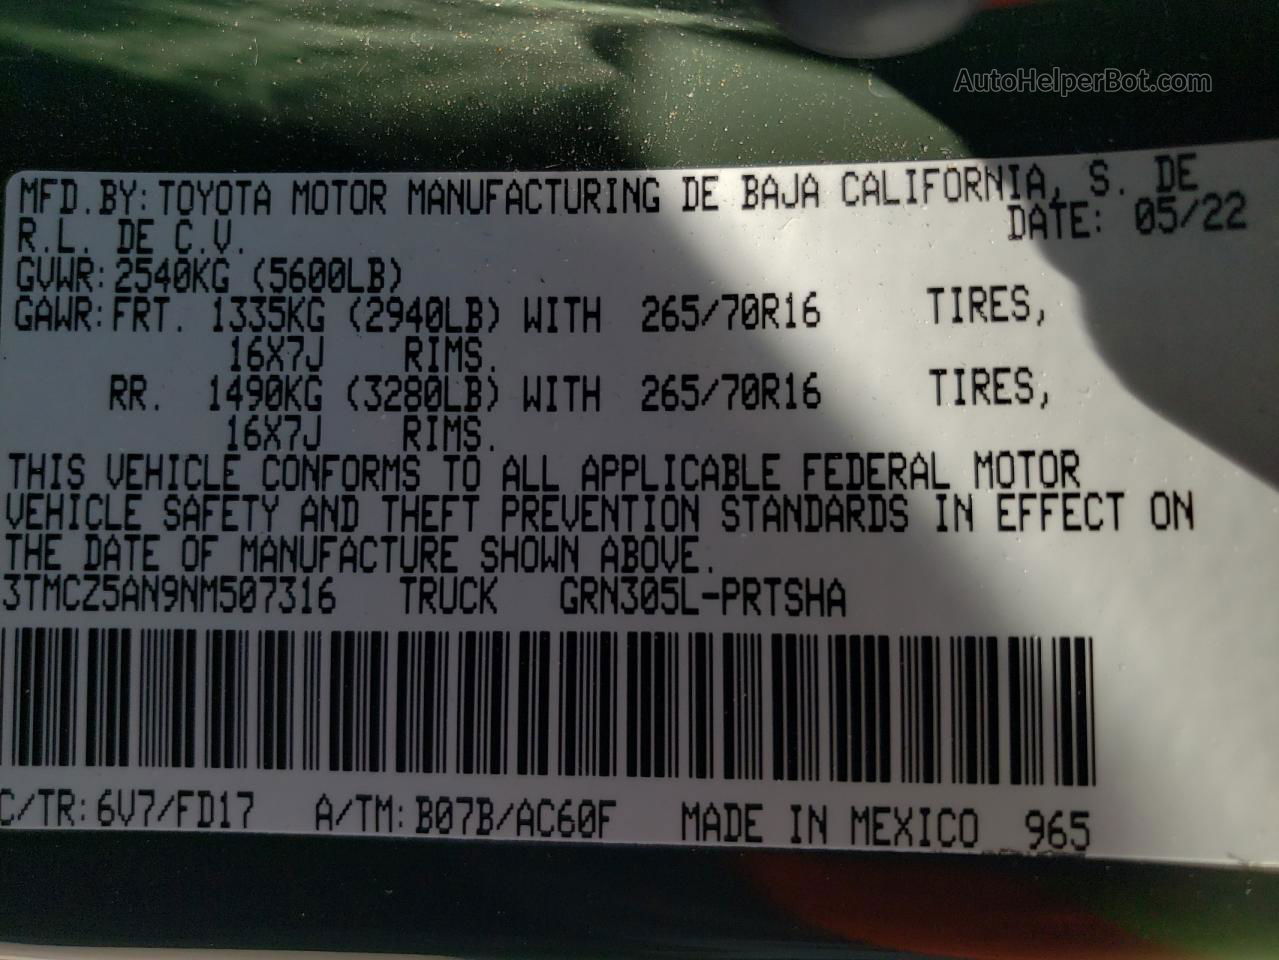 AutoHelperBot.com
MFD.BY: TOYOTA MOTOR MANUFACTURING DE BAJA CALIFORNIA, S. DE
R.L. DE C.V. DATE: 05/22
GVWR: 2540KG (5600LB)
GAWR: FRT. 1335KG (2940LB) WITH 265/70R16 TIRES,
16X7J RIMS.
RR. 1490KG (3280LB) WITH 265/70R16 TIRES,
16X7J RIMS.
THIS VEHICLE CONFORMS TO ALL APPLICABLE FEDERAL MOTOR
VEHICLE SAFETY AND THEFT PREVENTION STANDARDS IN EFFECT ON
THE DATE OF MANUFACTURE SHOWN ABOVE.
3TMCZ5AN9NM507316 TRUCK GRN305L-PRTSHA
C/TR: 6V7/FD17 A/TM: B07B/AC60F MADE IN MEXICO 965